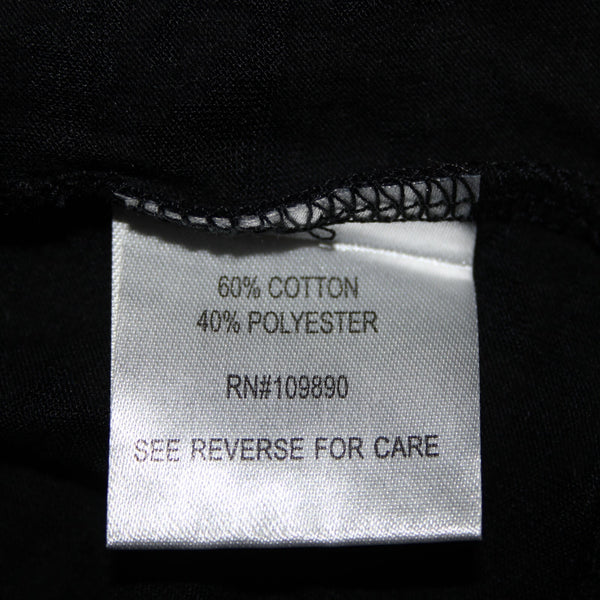 60% COTTON
40% POLYESTER
RN#109890
SEE REVERSE FOR CARE